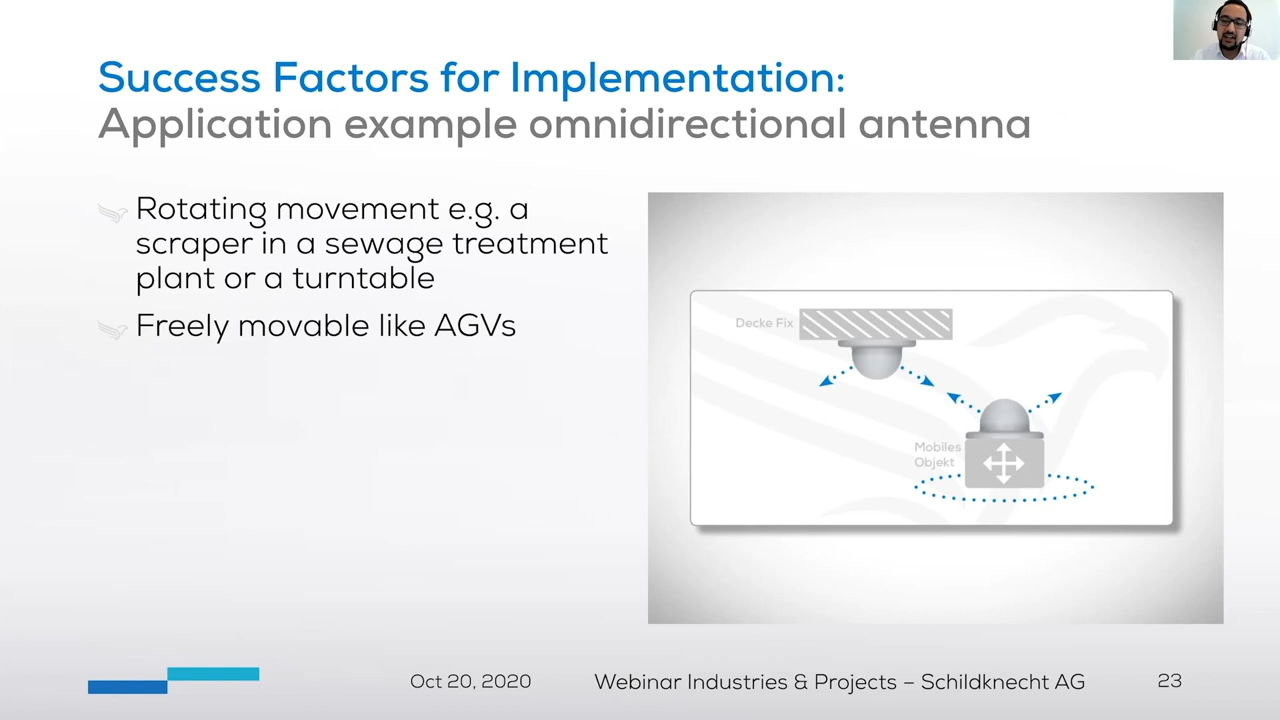 Success Factors for Implementation:
Application example omnidirectional antenna
Rotating movement e.g. a
scraper in a sewage treatment
plant or a turntable
Freely movable like AGVs
Decke Fix
Mobiles
Objekt
Oct 20, 2020
Webinar Industries & Projects – Schildknecht AG
23